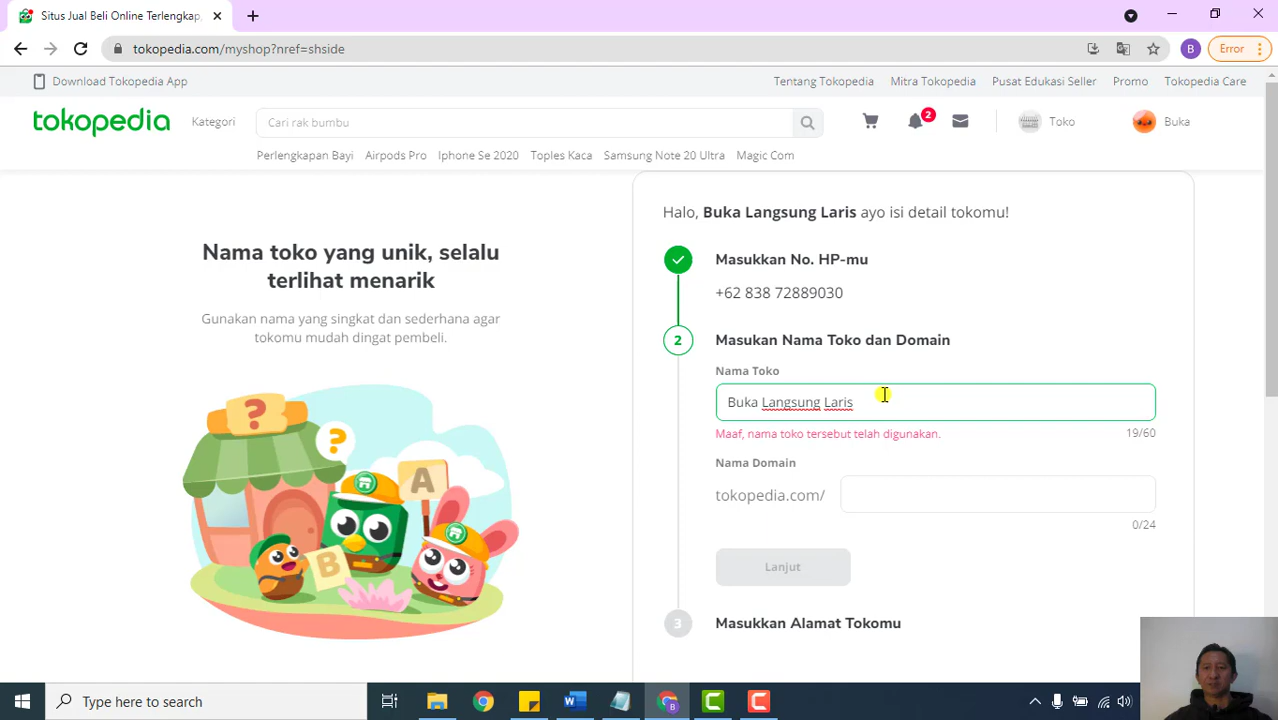 Situs Jual Beli Online Terlengkap,
tokopedia.com/myshop?nref=shside
B
Error
Download Tokopedia App
Tentang Tokopedia
Mitra Tokopedia
Pusat Edukasi Seller
Promo
Tokopedia Care
tokopedia
Kategori
Cari rak bumbu
2
Toko
Buka
Perlengkapan Bayi
Airpods Pro
Iphone Se 2020
Toples Kaca
Samsung Note 20 Ultra
Magic Com
Nama toko yang unik, selalu
terlihat menarik
Gunakan nama yang singkat dan sederhana agar
tokomu mudah dingat pembeli.
?
?
A
B
Halo, Buka Langsung Laris ayo isi detail tokomu!
Masukkan No. HP-mu
+62 838 72889030
2
Masukan Nama Toko dan Domain
Nama Toko
Buka Langsung Laris
Maaf, nama toko tersebut telah digunakan.
19/60
Nama Domain
tokopedia.com/
0/24
Lanjut
3
Masukkan Alamat Tokomu
Type here to search